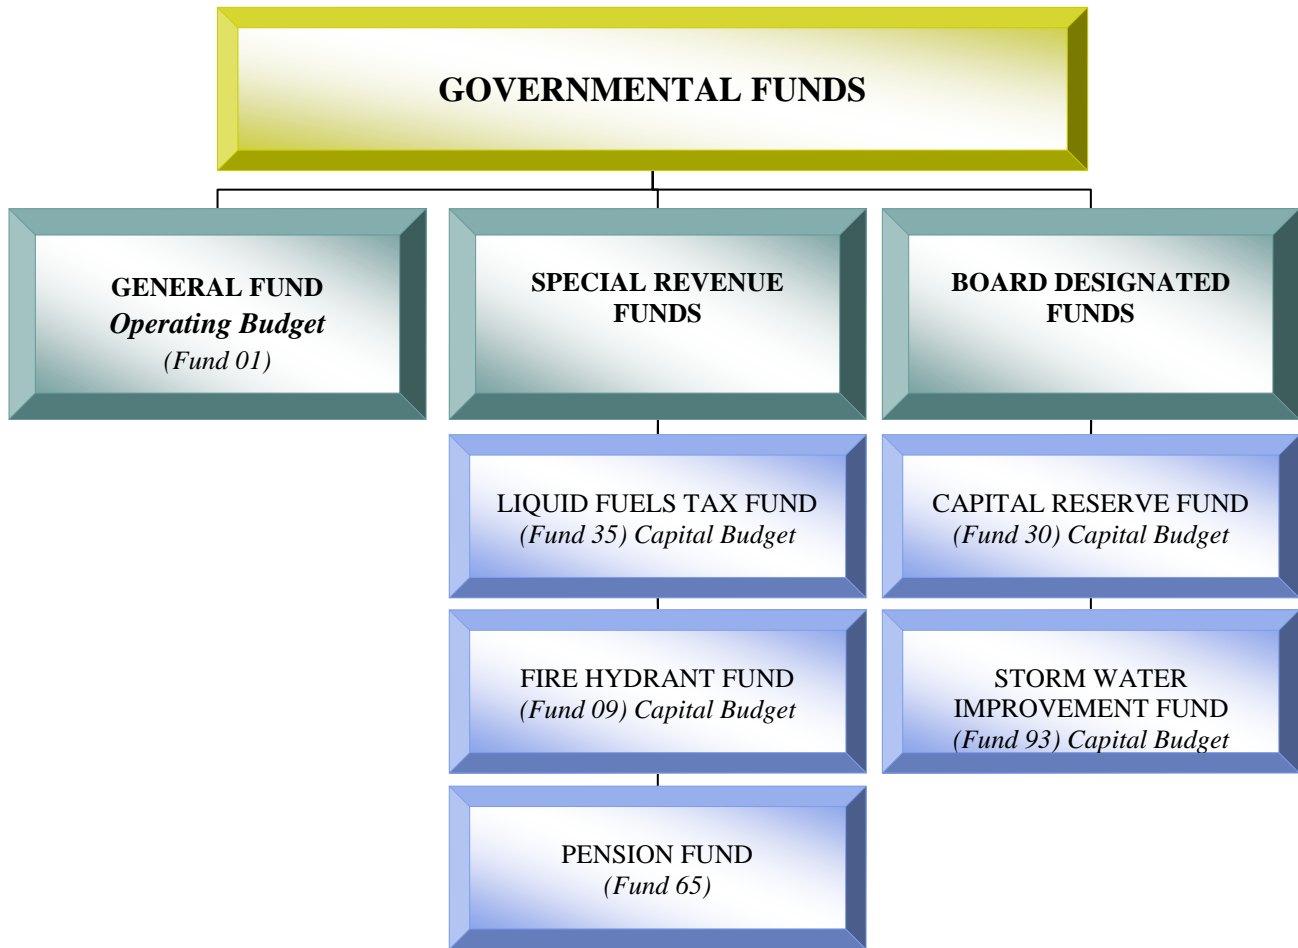 GOVERNMENTAL FUNDS
GENERAL FUND
Operating Budget
(Fund 01)
SPECIAL REVENUE
FUNDS
BOARD DESIGNATED
FUNDS
LIQUID FUELS TAX FUND
(Fund 35) Capital Budget
CAPITAL RESERVE FUND
(Fund 30) Capital Budget
FIRE HYDRANT FUND
(Fund 09) Capital Budget
STORM WATER
IMPROVEMENT FUND
(Fund 93) Capital Budget
PENSION FUND
(Fund 65)